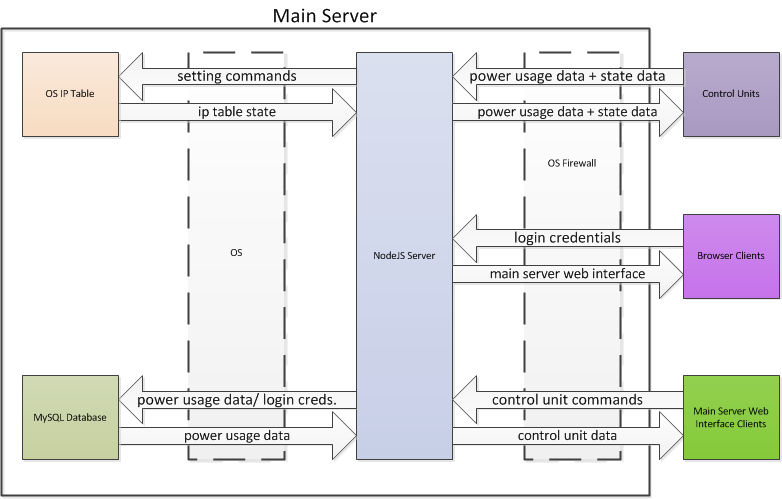 Main Server
OS IP Table
setting commands
ip table state
OS
NodeJS Server
power usage data + state data
power usage data + state data
OS Firewall
Control Units
login credentials
main server web interface
Browser Clients
MySQL Database
power usage data/ login creds.
power usage data
control unit commands
control unit data
Main Server Web
Interface Clients